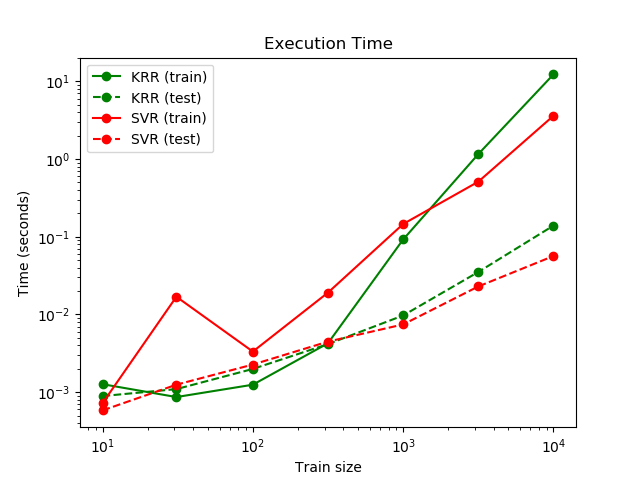 Execution Time
KRR (train)
KRR (test)
SVR (train)
SVR (test)
10¹
10⁰
10⁻¹
10⁻²
10⁻³
Time (seconds)
10¹ 10² 10³ 10⁴
Train size